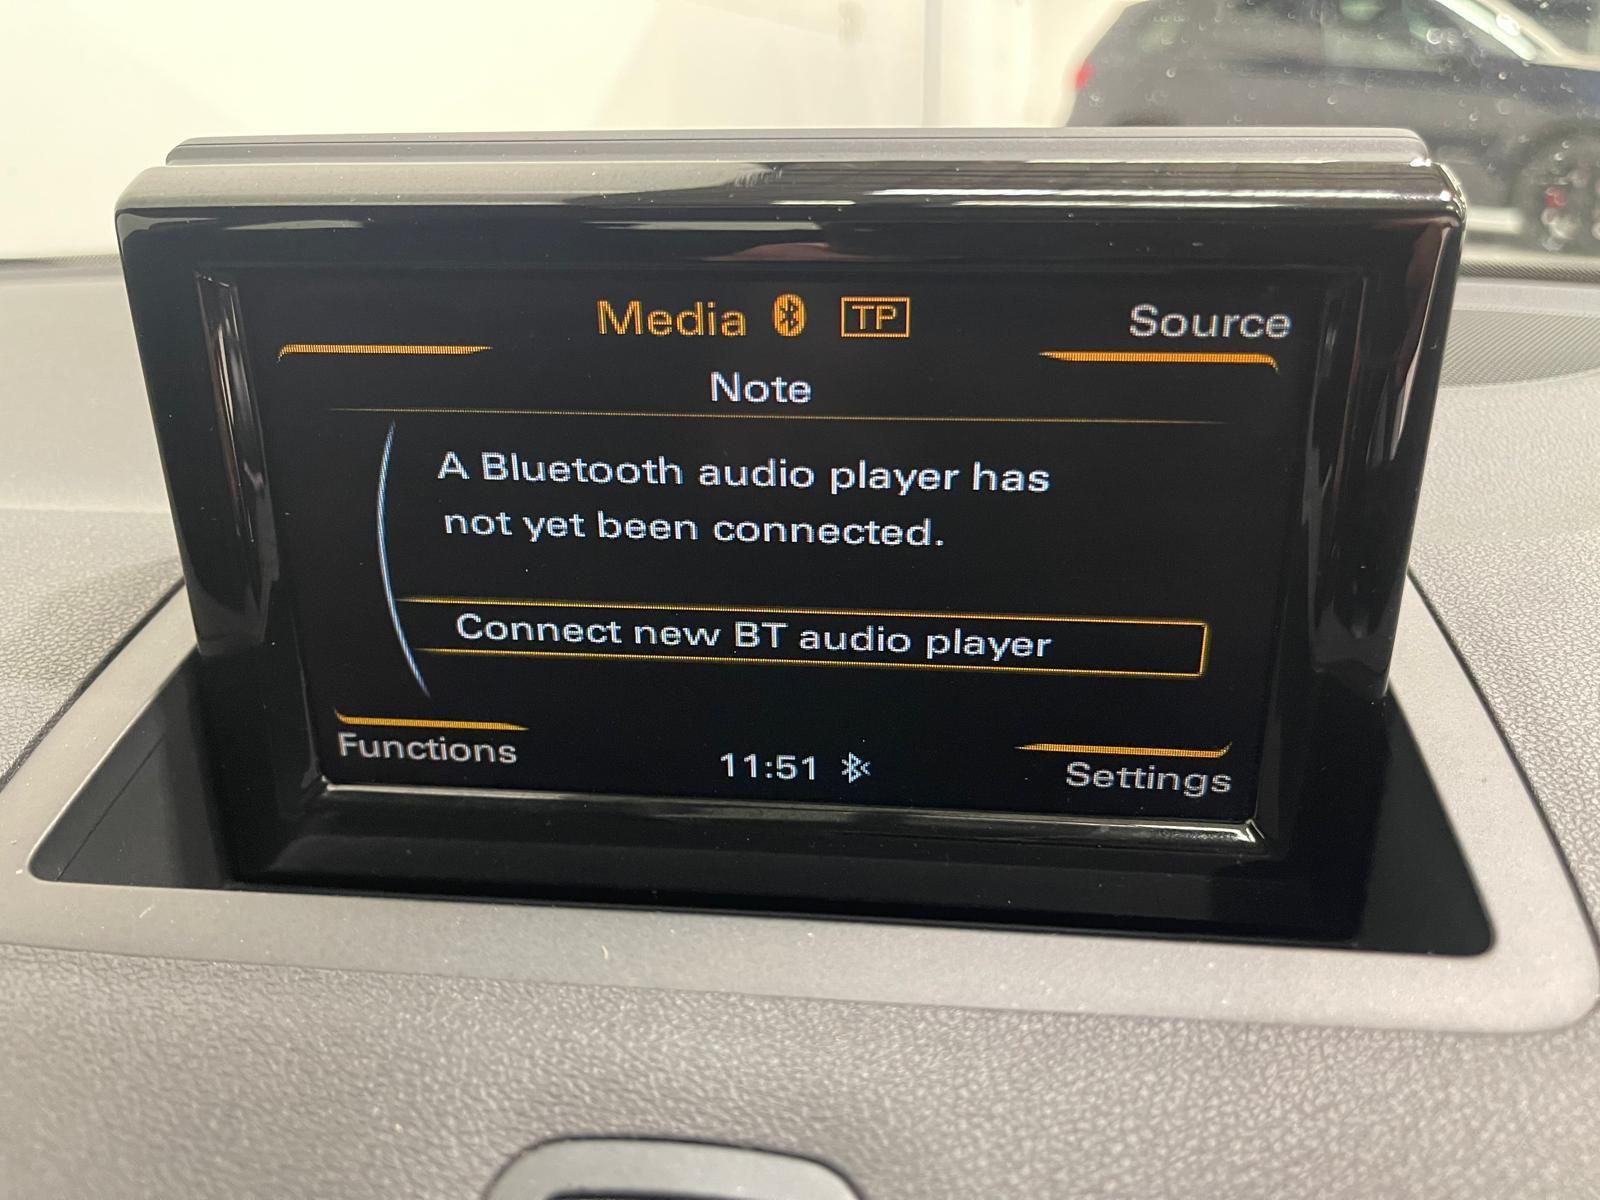 Media TP
Source
Note
A Bluetooth audio player has
not yet been connected.
Connect new BT audio player
Functions
11:51
Settings